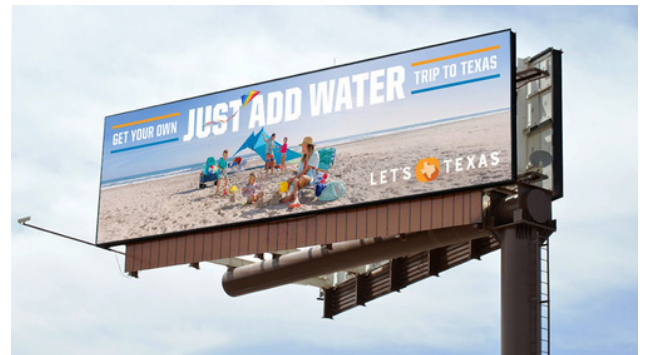 GET YOUR OWN
JUST ADD WATER
TRIP TO TEXAS
LET'S TEXAS